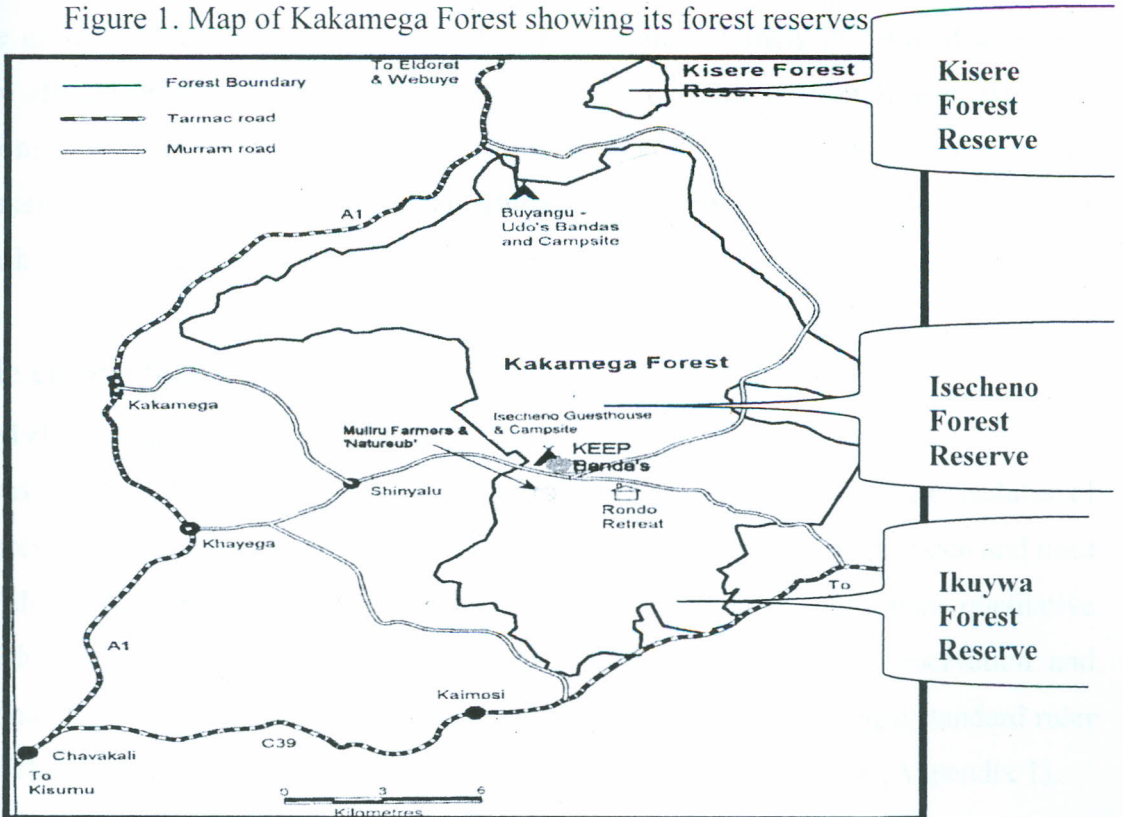 Figure 1. Map of Kakamega Forest showing its forest reserves
Forest Boundary
Tarmac road
Murram road
To Eldoret
& Webuye
Kisere Forest
Reserve
Kisere
Forest
Reserve
A1
Buyangu -
Udo's Bandas
and Campsite
Kakamega Forest
Kakamega
Isecheno Guesthouse
& Campsite
Muliru Farmers &
KEEP
Banda's
Isecheno
Forest
Reserve
Shinyalu
Rondo
Retreat
Khayega
To
Ikuywa
Forest
Reserve
A1
Kaimosi
C39
Chavakali
To
Kisumu
0 3 6
Kilometres